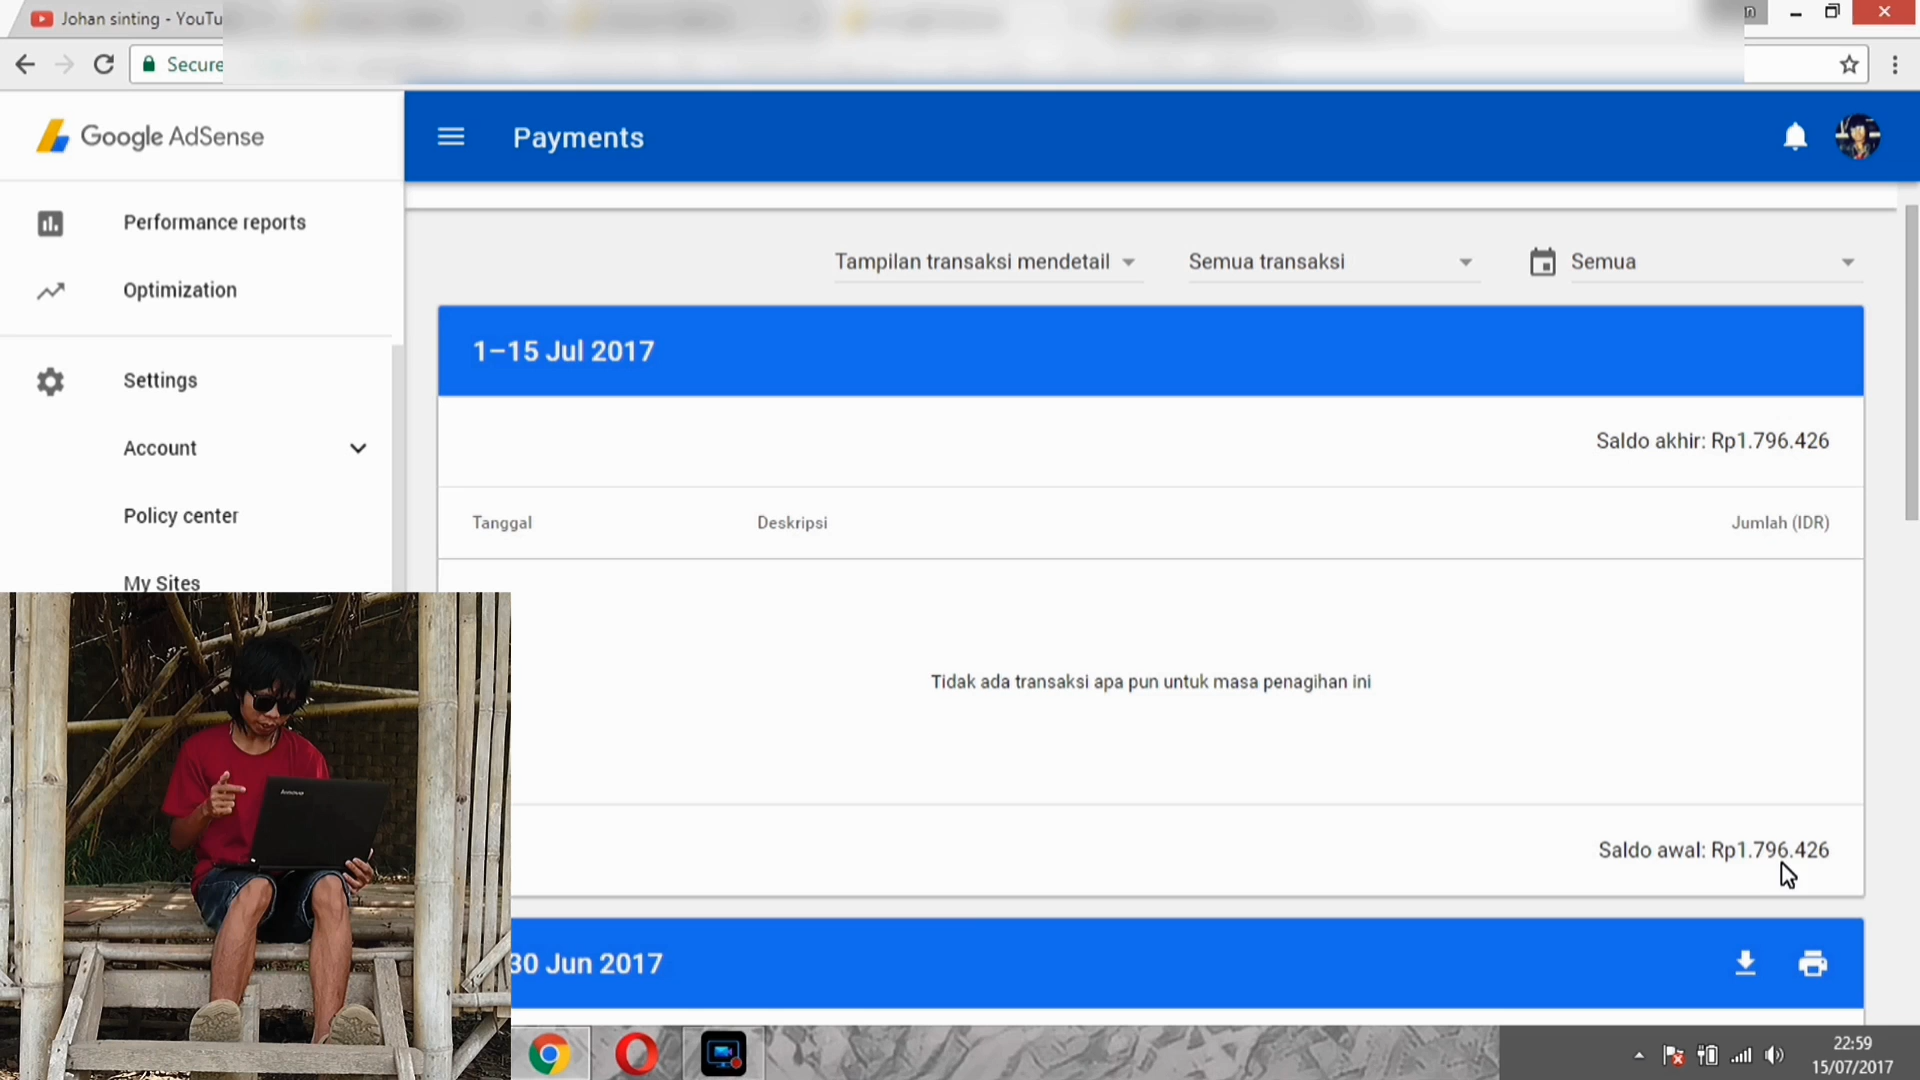 Johan sinting - YouTu
Secure
Google AdSense
Payments
Performance reports
Optimization
Settings
Account
Policy center
My Sites
Tampilan transaksi mendetail
Semua transaksi
Semua
1–15 Jul 2017
Saldo akhir: Rp1.796.426
Tanggal
Deskripsi
Jumlah (IDR)
Tidak ada transaksi apa pun untuk masa penagihan ini
Saldo awal: Rp1.796.426
30 Jun 2017
lenovo
22:59
15/07/2017